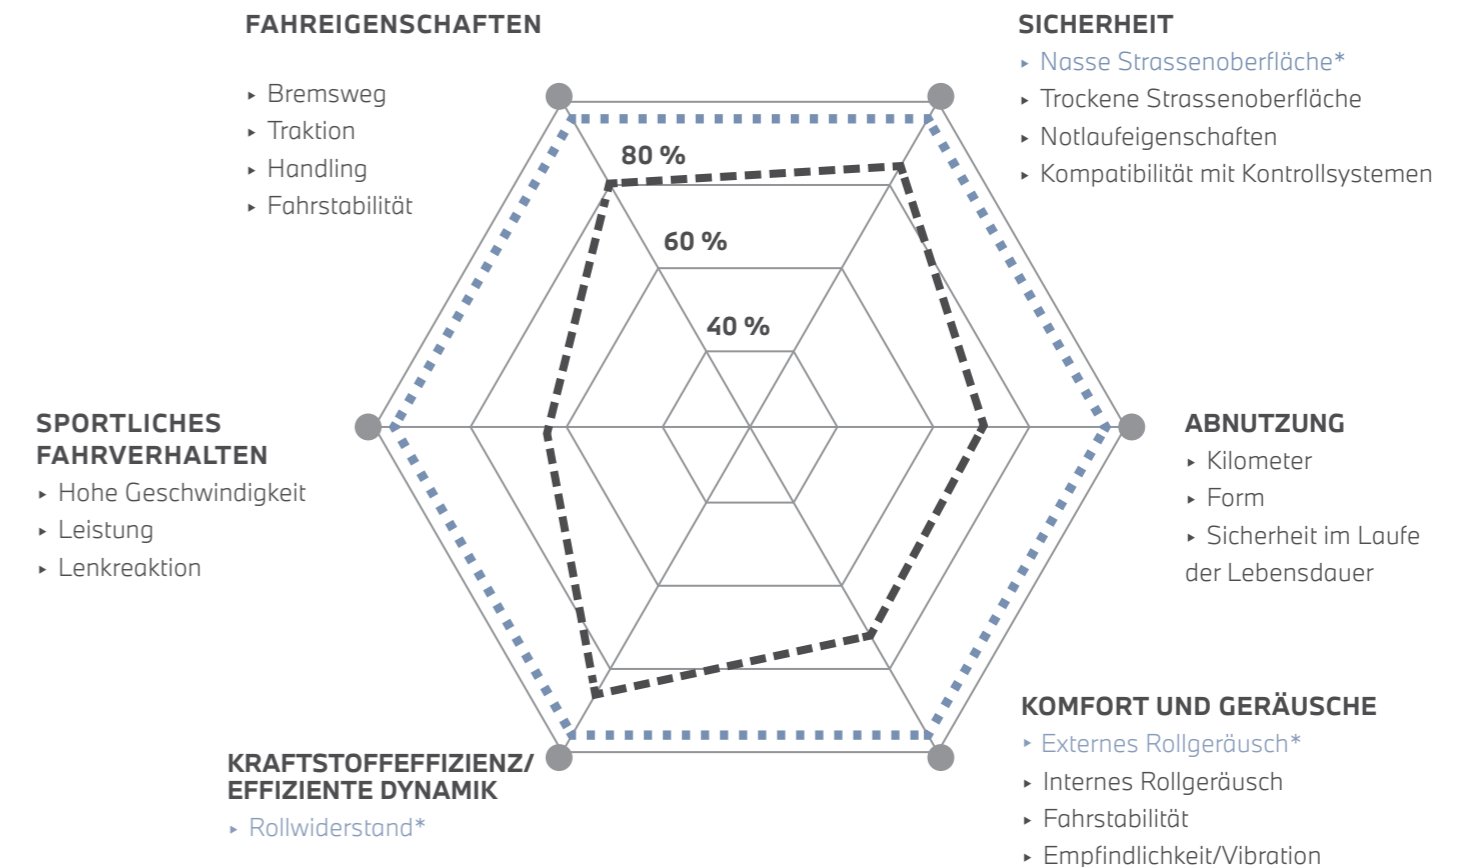 FAHREIGENSCHAFTEN
▸ Bremsweg
▸ Traktion
▸ Handling
▸ Fahrstabilität
SICHERHEIT
▸ Nasse Strassenoberfläche*
▸ Trockene Strassenoberfläche
▸ Notlaufeigenschaften
▸ Kompatibilität mit Kontrollsystemen
80 %
60 %
40 %
SPORTLICHES
FAHRVERHALTEN
▸ Hohe Geschwindigkeit
▸ Leistung
▸ Lenkreaktion
ABNUTZUNG
▸ Kilometer
▸ Form
▸ Sicherheit im Laufe
der Lebensdauer
KRAFTSTOFFEFFIZIENZ/
EFFIZIENTE DYNAMIK
▸ Rollwiderstand*
KOMFORT UND GERÄUSCHE
▸ Externes Rollgeräusch*
▸ Internes Rollgeräusch
▸ Fahrstabilität
▸ Empfindlichkeit/Vibration